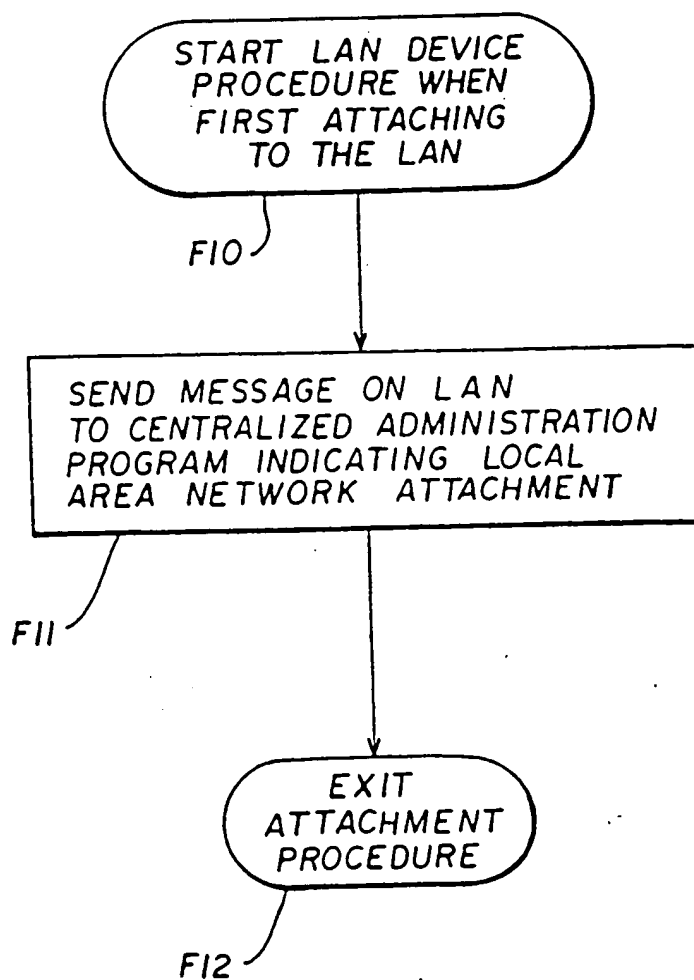 START LAN DEVICE
PROCEDURE WHEN
FIRST ATTACHING
TO THE LAN
F10
SEND MESSAGE ON LAN
TO CENTRALIZED ADMINISTRATION
PROGRAM INDICATING LOCAL
AREA NETWORK ATTACHMENT
F11
EXIT
ATTACHMENT
PROCEDURE
F12